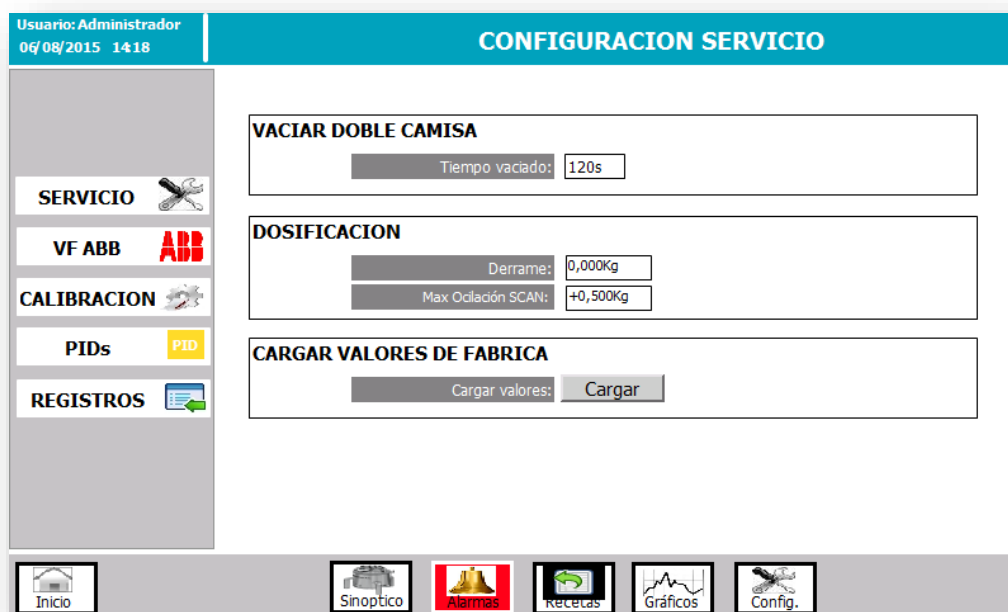 Usuario: Administrador
06/08/2015 14:18
CONFIGURACION SERVICIO
SERVICIO
VF ABB
ABB
CALIBRACION
PIDs
PID
REGISTROS
VACIAR DOBLE CAMISA
Tiempo vaciado: 120s
DOSIFICACION
Derrame: 0,000Kg
Max Ocilación SCAN: +0,500Kg
CARGAR VALORES DE FABRICA
Cargar valores: Cargar
Inicio
Sinoptico
Alarmas
Recetas
Gráficos
Config.